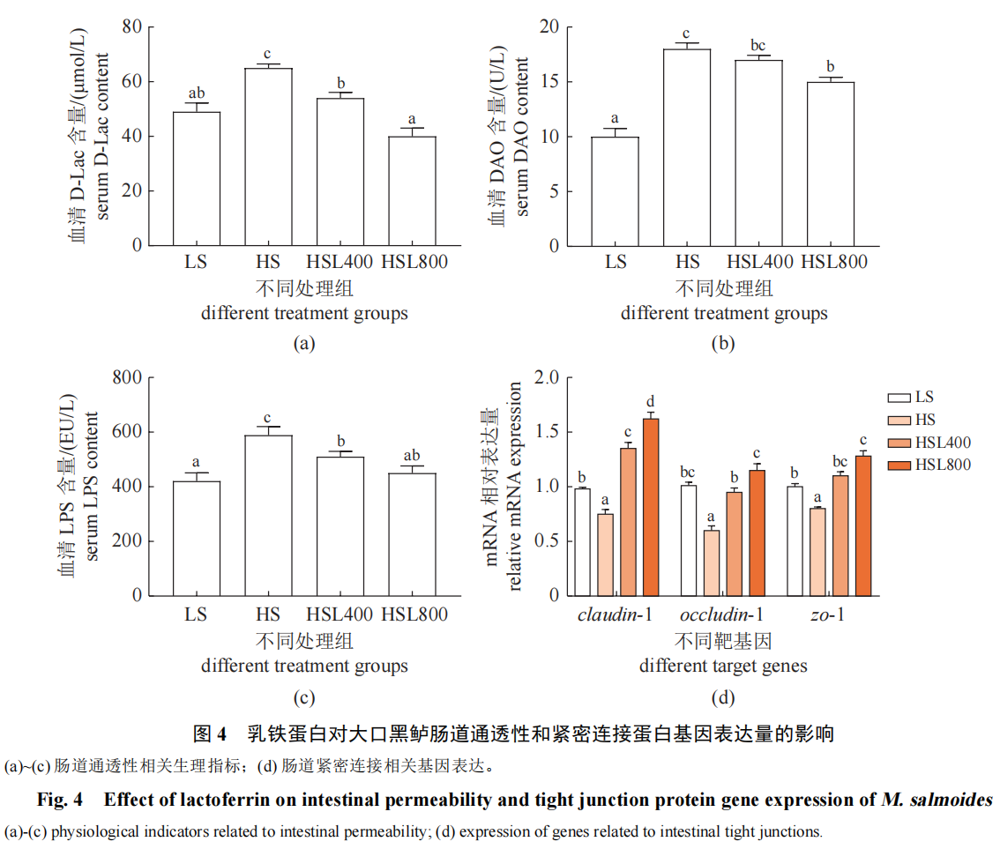 血清 D-Lac 含量/(μmol/L)
serum D-Lac content
80
60
40
20
0
ab
c
b
a
LS
HS
HSL400
HSL800
不同处理组
different treatment groups
(a)
血清 DAO 含量/(U/L)
serum DAO content
20
15
10
5
0
a
c
bc
b
LS
HS
HSL400
HSL800
不同处理组
different treatment groups
(b)
血清 LPS 含量/(EU/L)
serum LPS content
800
600
400
200
0
a
c
b
ab
LS
HS
HSL400
HSL800
不同处理组
different treatment groups
(c)
mRNA 相对表达量
relative mRNA expression
2.0
1.5
1.0
0.5
0
b
a
c
d
bc
a
b
c
b
a
bc
c
claudin-1
occludin-1
zo-1
不同靶基因
different target genes
(d)
LS
HS
HSL400
HSL800
图 4 乳铁蛋白对大口黑鲈肠道通透性和紧密连接蛋白基因表达量的影响
(a)~(c) 肠道通透性相关生理指标；(d) 肠道紧密连接相关基因表达。
Fig. 4 Effect of lactoferrin on intestinal permeability and tight junction protein gene expression of M. salmoides
(a)-(c) physiological indicators related to intestinal permeability; (d) expression of genes related to intestinal tight junctions.